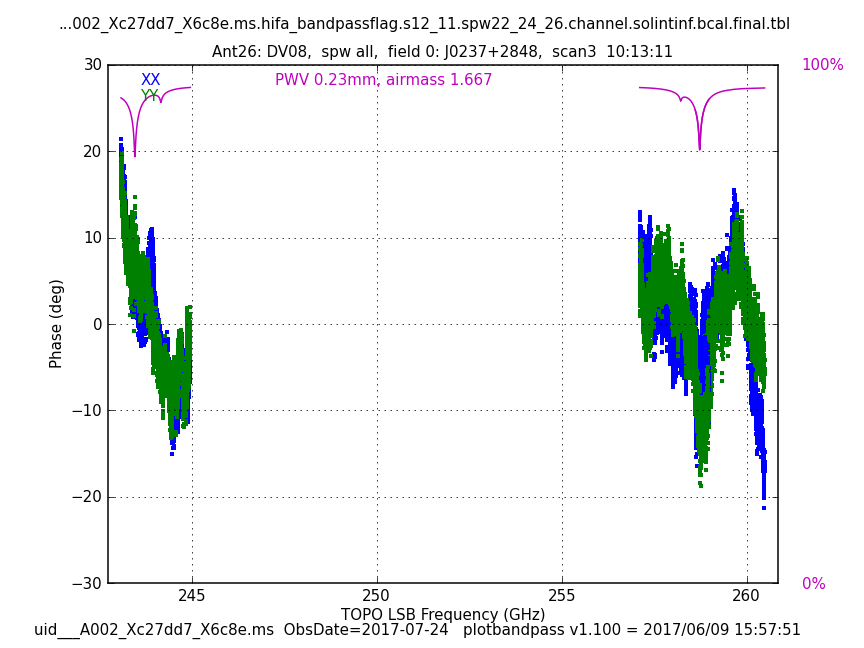 ...002_Xc27dd7_X6c8e.ms.hifa_bandpassflag.s12_11.spw22_24_26.channel.solintinf.bcal.final.tbl
Ant26: DV08,  spw all,  field 0: J0237+2848,  scan3  10:13:11
30
XX
PWV 0.23mm, airmass 1.667
100%
YY
20
10
Phase (deg)
0
−10
−20
−30
0%
245
250
255
260
TOPO LSB Frequency (GHz)
uid___A002_Xc27dd7_X6c8e.ms  ObsDate=2017-07-24   plotbandpass v1.100 = 2017/06/09 15:57:51